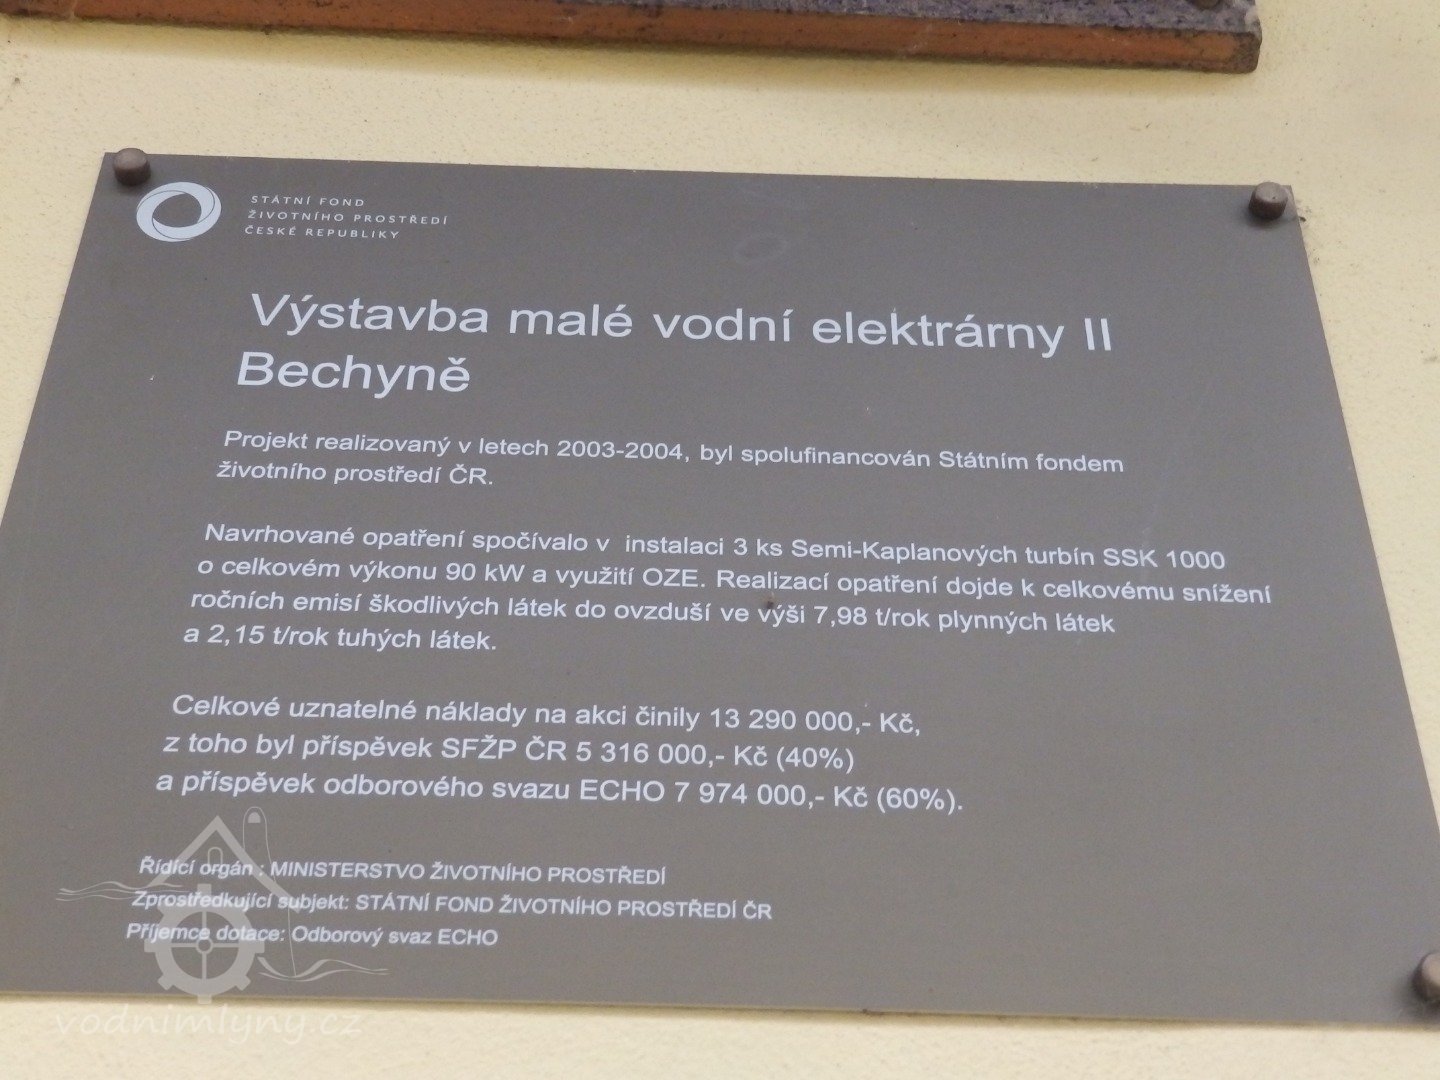 STÁTNÍ FOND
ŽIVOTNÍHO PROSTŘEDÍ
ČESKÉ REPUBLIKY
Výstavba malé vodní elektrárny II
Bechyně
Projekt realizovaný v letech 2003-2004, byl spolufinancován Státním fondem
životního prostředí ČR.
Navrhované opatření spočívalo v instalaci 3 ks Semi-Kaplanových turbín SSK 1000
o celkovém výkonu 90 kW a využití OZE. Realizací opatření dojde k celkovému snížení
ročních emisí škodlivých látek do ovzduší ve výši 7,98 t/rok plynných látek
a 2,15 t/rok tuhých látek.
Celkové uznatelné náklady na akci činily 13 290 000,- Kč,
z toho byl příspěvek SFŽP ČR 5 316 000,- Kč (40%)
a příspěvek odborového svazu ECHO 7 974 000,- Kč (60%).
Řídící orgán : MINISTERSTVO ŽIVOTNÍHO PROSTŘEDÍ
Zprostředkující subjekt: STÁTNÍ FOND ŽIVOTNÍHO PROSTŘEDÍ ČR
Příjemce dotace: Odborový svaz ECHO
vodnimlyny.cz